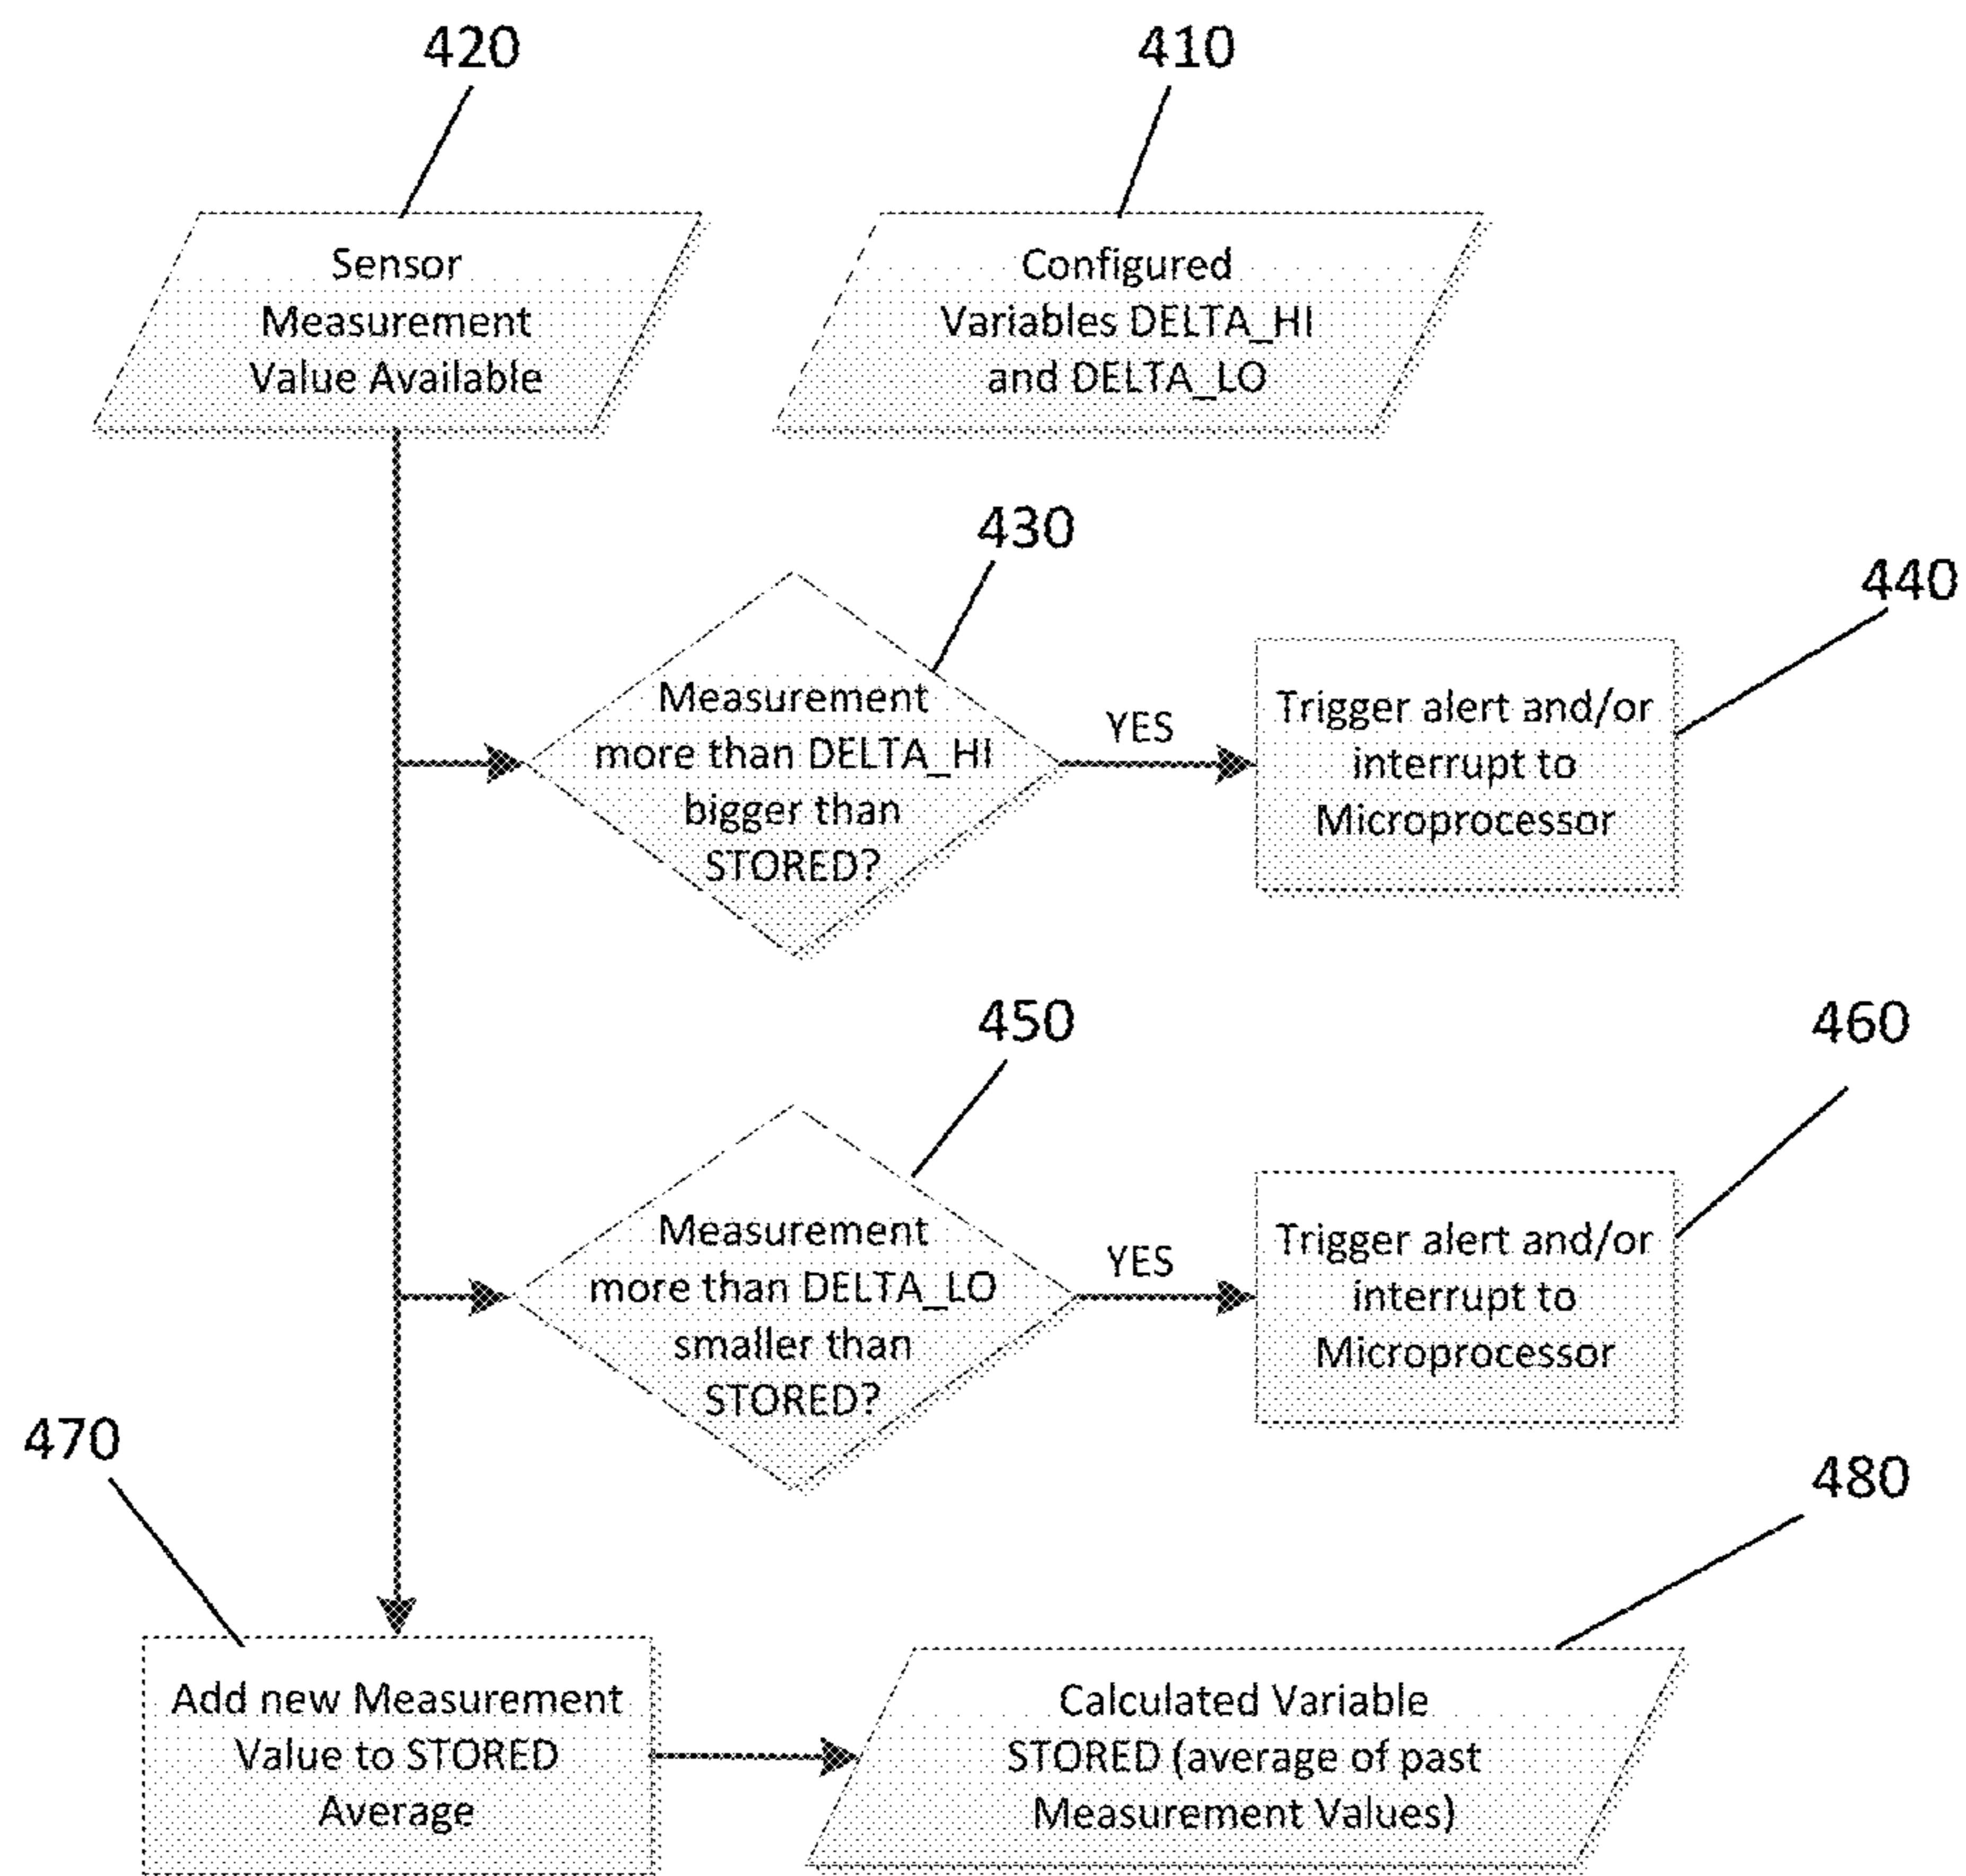 420
410
Sensor
Measurement
Value Available
Configured
Variables DELTA_HI
and DELTA_LO
430
440
Measurement
more than DELTA_HI
bigger than
STORED?
YES
Trigger alert and/or
interrupt to
Microprocessor
450
460
Measurement
more than DELTA_LO
smaller than
STORED?
YES
Trigger alert and/or
interrupt to
Microprocessor
470
480
Add new Measurement
Value to STORED
Average
Calculated Variable
STORED (average of past
Measurement Values)